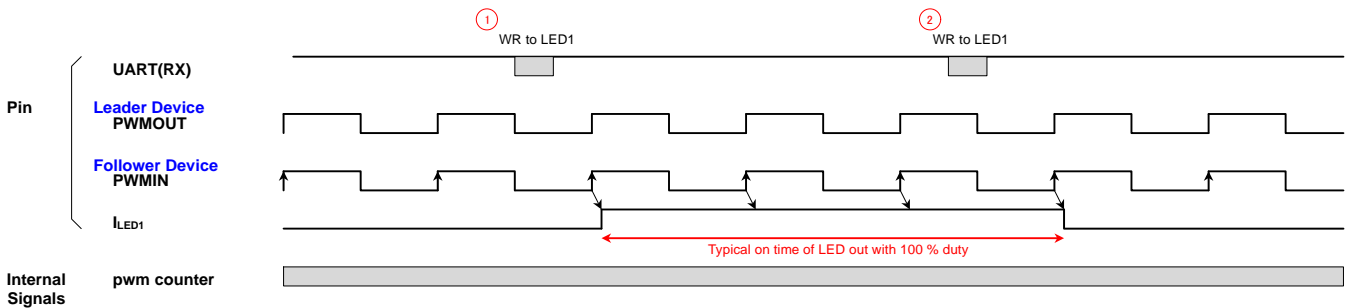 1
WR to LED1
2
WR to LED1
UART(RX)
Pin
Leader Device
PWMOUT
Follower Device
PWMIN
ILED1
Typical on time of LED out with 100 % duty
Internal
Signals
pwm counter